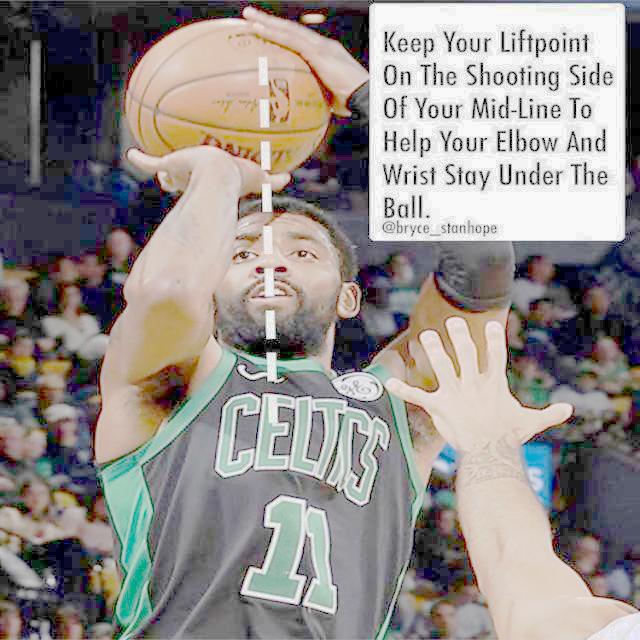 Keep Your Liftpoint
On The Shooting Side
Of Your Mid-Line To
Help Your Elbow And
Wrist Stay Under The
Ball.
@bryce_stanhope
CELTICS
11